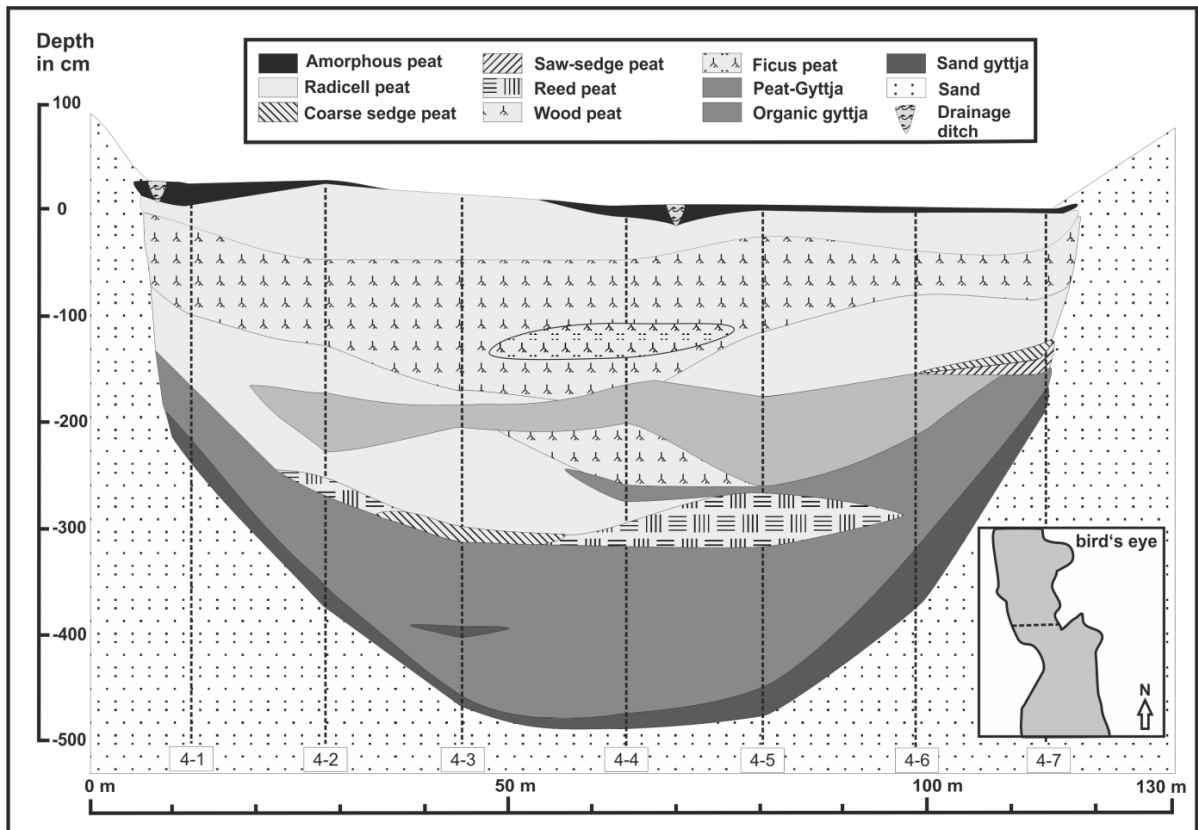 Depth
in cm
Amorphous peat
Radicell peat
Coarse sedge peat
Saw-sedge peat
Reed peat
Wood peat
Ficus peat
Peat-Gyttja
Organic gyttja
Sand gyttja
Sand
Drainage
ditch
100
0
-100
-200
-300
-400
-500
bird's eye
N
4-1
4-2
4-3
4-4
4-5
4-6
4-7
0 m
50 m
100 m
130 m